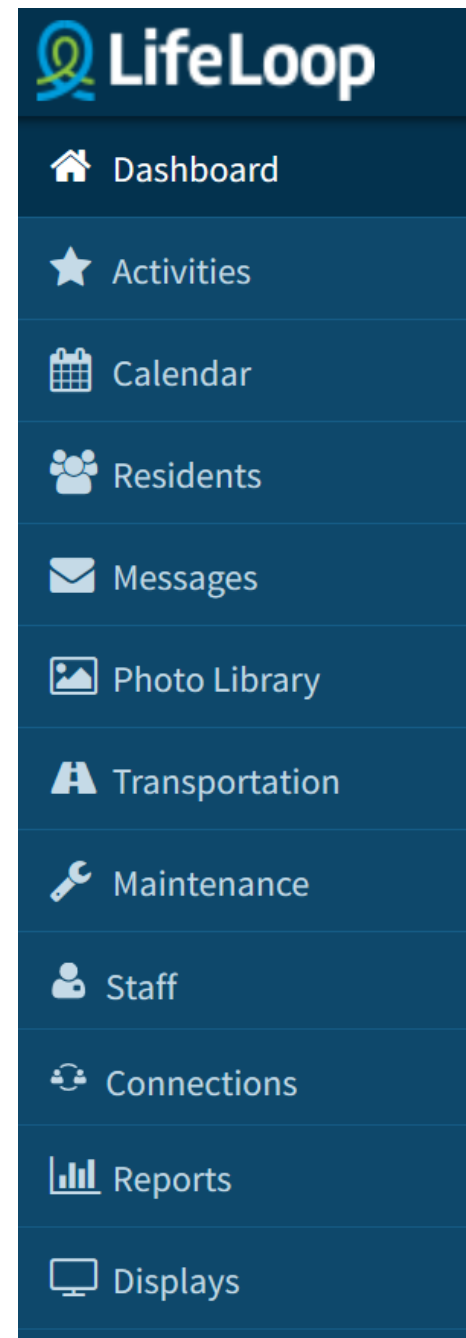 LifeLoop
Dashboard
Activities
Calendar
Residents
Messages
Photo Library
Transportation
Maintenance
Staff
Connections
Reports
Displays